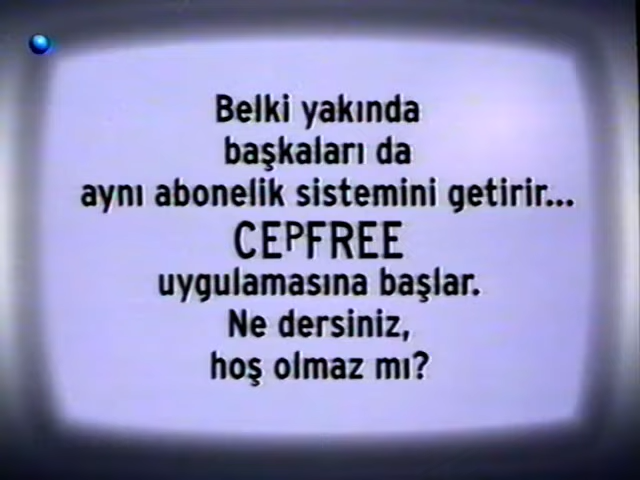 Belki yakında
başkaları da
aynı abonelik sistemini getirir...
CEPFREE
uygulamasına başlar.
Ne dersiniz,
hoş olmaz mı?